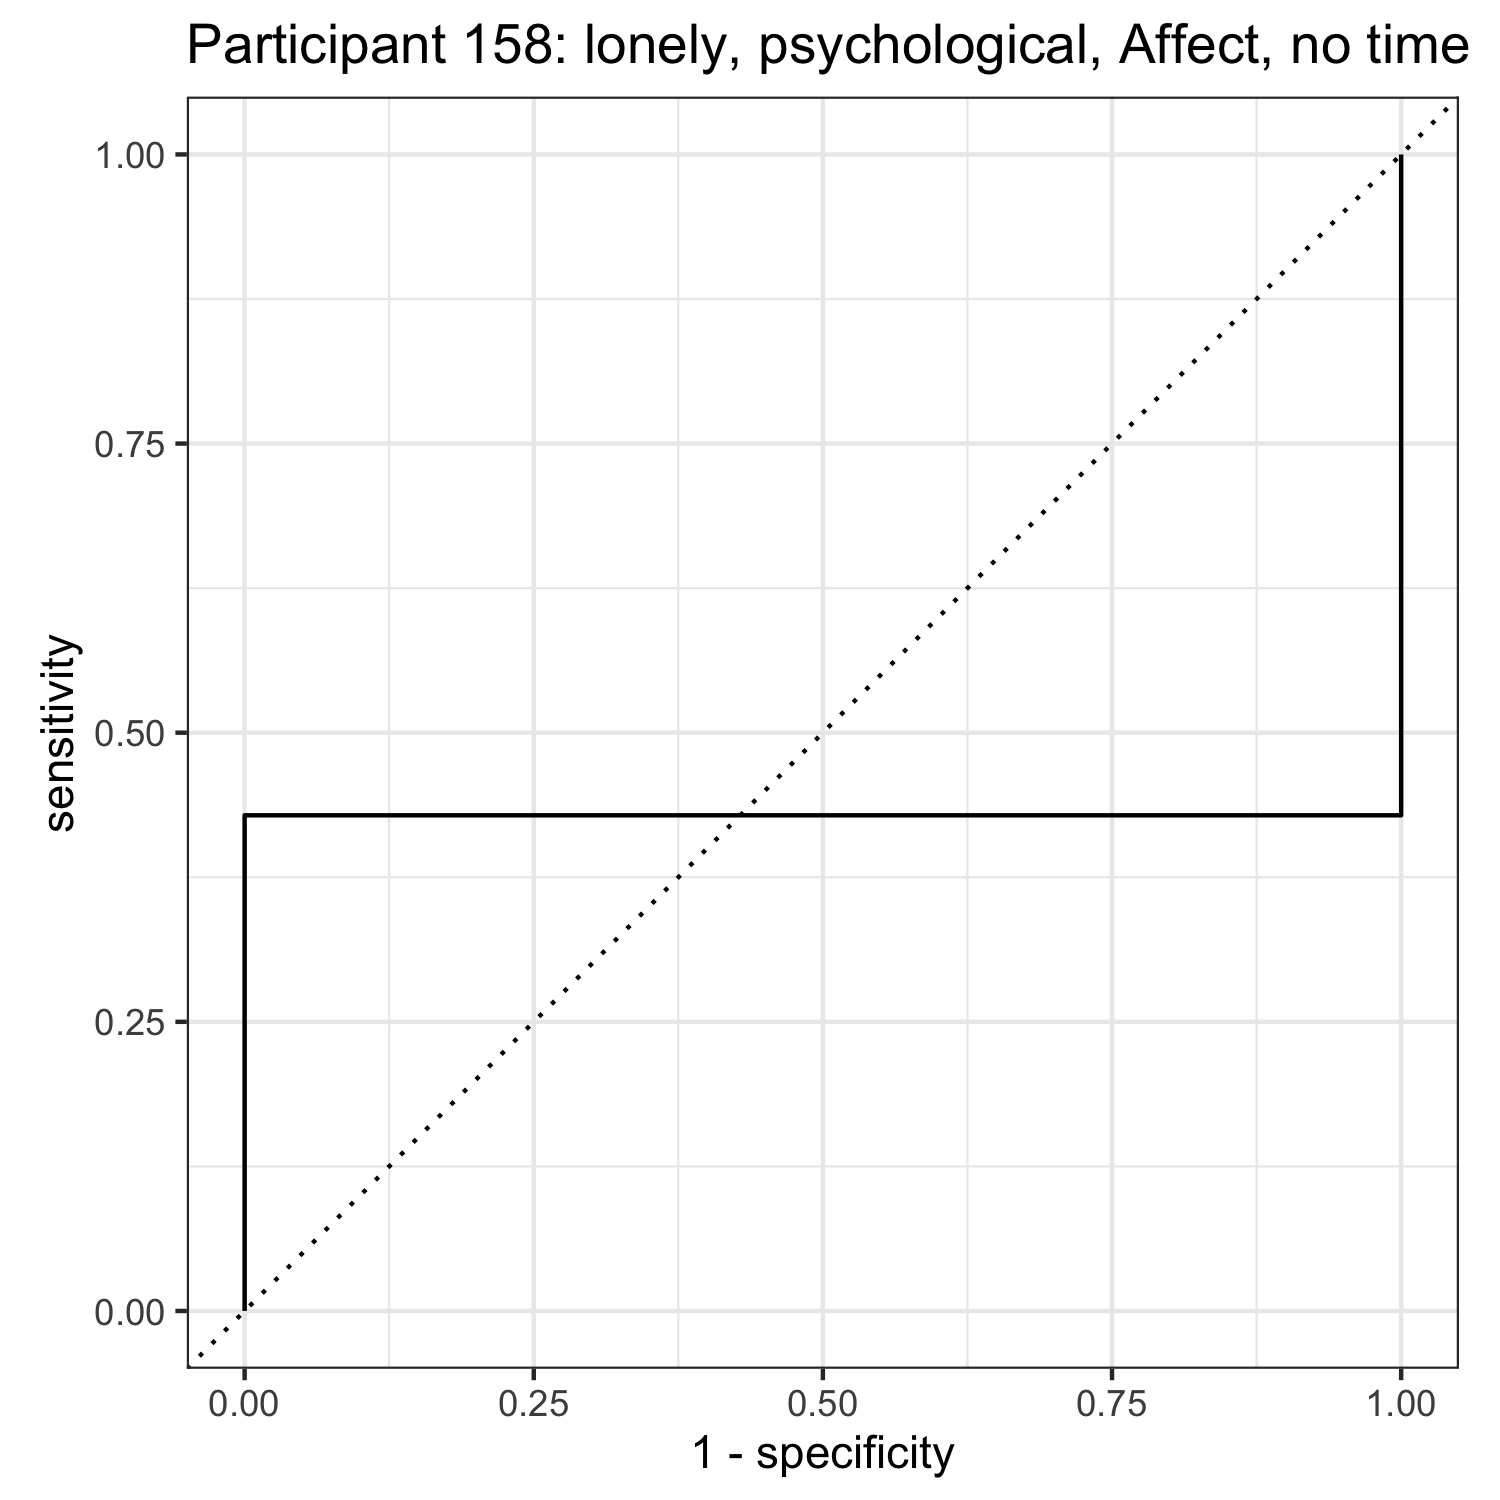 Participant 158: lonely, psychological, Affect, no time
1.00
0.75
0.50
0.25
0.00
sensitivity
0.00 0.25 0.50 0.75 1.00
1 - specificity